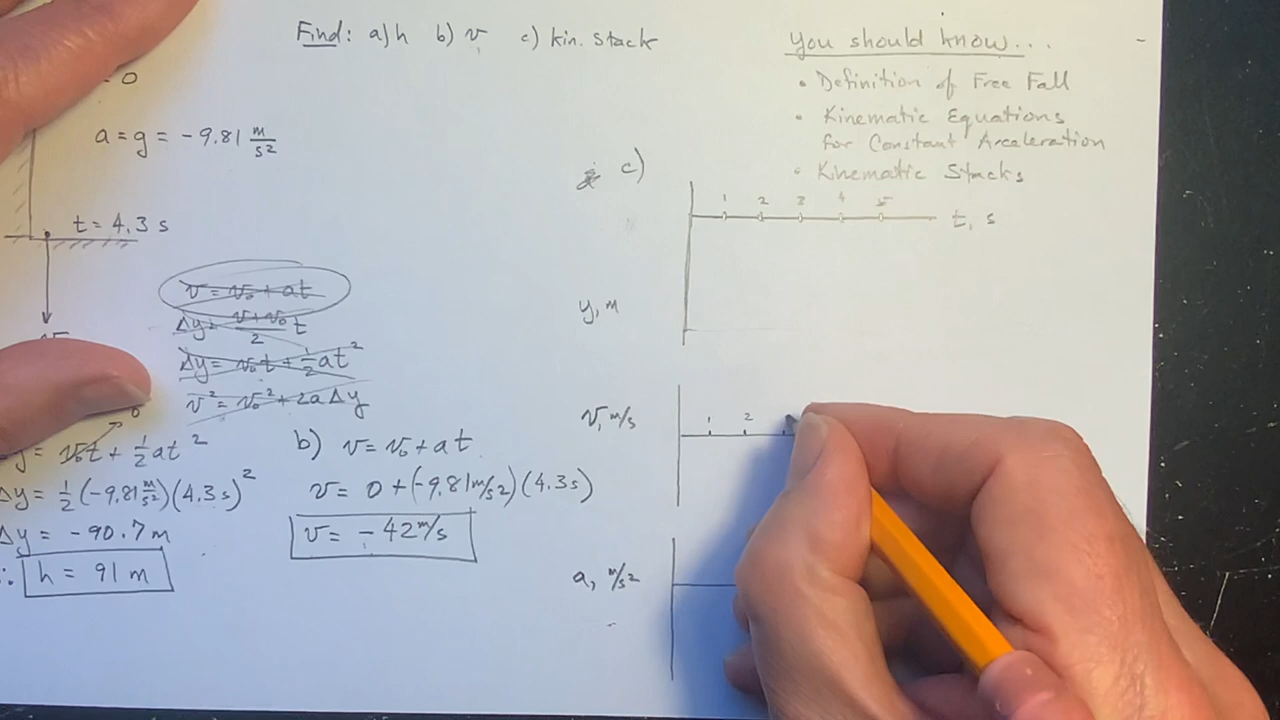 Find: a) h b) v c) kin. stack
= 0
a = g = -9.81 m/s²
t = 4.3 s
v = v₀ + at
Δy = (v + v₀)/2 t
Δy = v₀t + ½at²
v² = v₀² + 2aΔy
y = v₀t + ½at²
0
Δy = ½(-9.81 m/s²)(4.3 s)²
Δy = -90.7 m
∴ h = 91 m
b) v = v₀ + at
v = 0 + (-9.81 m/s²)(4.3 s)
v = -42 m/s
You should know...
• Definition of Free Fall
• Kinematic Equations
for Constant Acceleration
• Kinematic Stacks
c)
1 2 3 4 5
t, s
y, m
v, m/s
1 2
a, m/s²